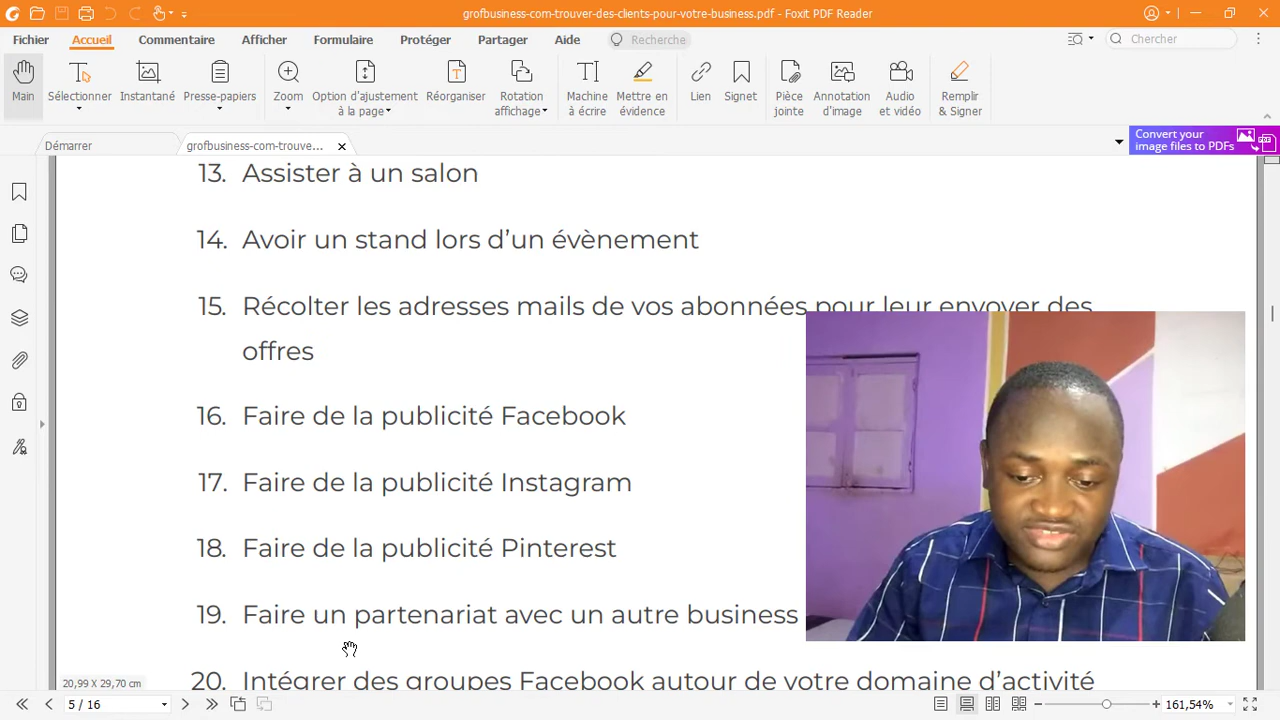 grofbusiness-com-trouver-des-clients-pour-votre-business.pdf - Foxit PDF Reader
Fichier Accueil Commentaire Afficher Formulaire Protéger Partager Aide Recherche Chercher
Main Sélectionner Instantané Presse-papiers Zoom Option d'ajustement à la page Réorganiser Rotation affichage Machine à écrire Mettre en évidence Lien Signet Pièce jointe Annotation d'image Audio et vidéo Remplir & Signer
Démarrer grofbusiness-com-trouve... Convert your image files to PDFs
13. Assister à un salon
14. Avoir un stand lors d'un évènement
15. Récolter les adresses mails de vos abonnées pour leur envoyer des
offres
16. Faire de la publicité Facebook
17. Faire de la publicité Instagram
18. Faire de la publicité Pinterest
19. Faire un partenariat avec un autre business
20. Intégrer des groupes Facebook autour de votre domaine d'activité
20,99 x 29,70 cm
5 / 16 161,54%